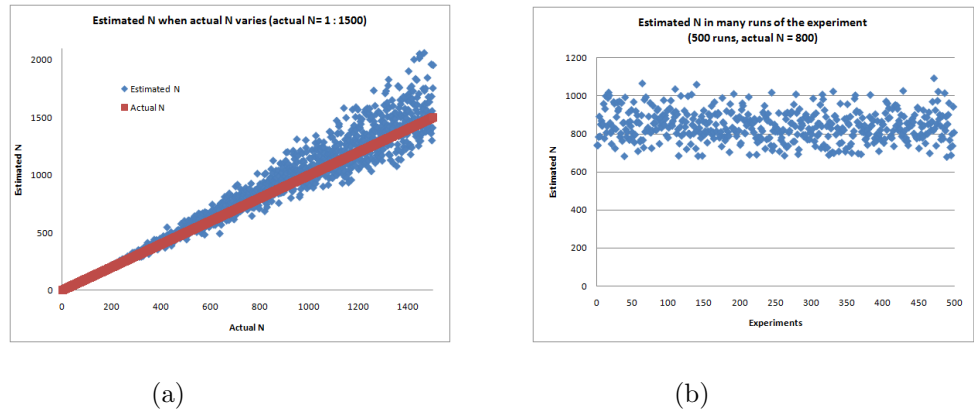 Estimated N when actual N varies (actual N= 1 : 1500)
Estimated N
2000
1500
1000
500
0
Estimated N
Actual N
0 200 400 600 800 1000 1200 1400
Actual N
(a)
Estimated N in many runs of the experiment
(500 runs, actual N = 800)
Estimated N
1200
1000
800
600
400
200
0
0 50 100 150 200 250 300 350 400 450 500
Experiments
(b)